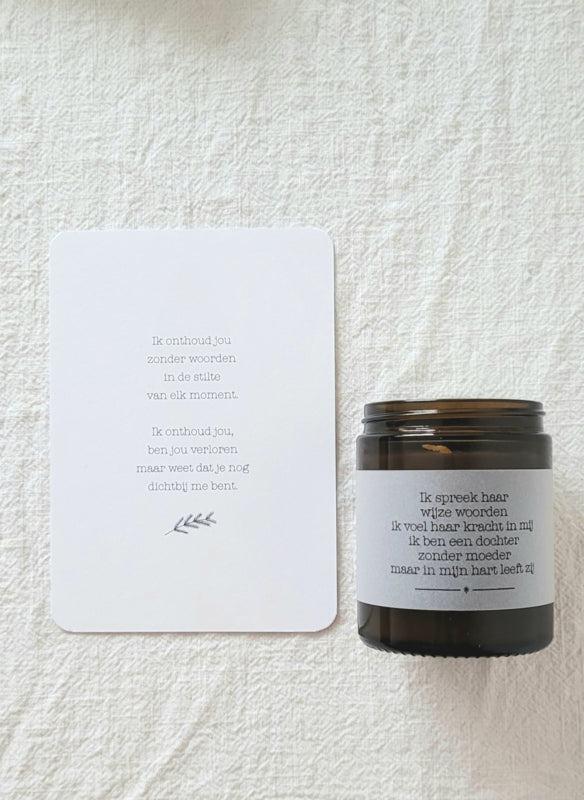 Ik onthoud jou
zonder woorden
in de stilte
van elk moment.
Ik onthoud jou,
ben jou verloren
maar weet dat je nog
dichtbij me bent.
Ik spreek haar
wijze woorden
ik voel haar kracht in mij
ik ben een dochter
zonder moeder
maar in mijn hart leeft zij